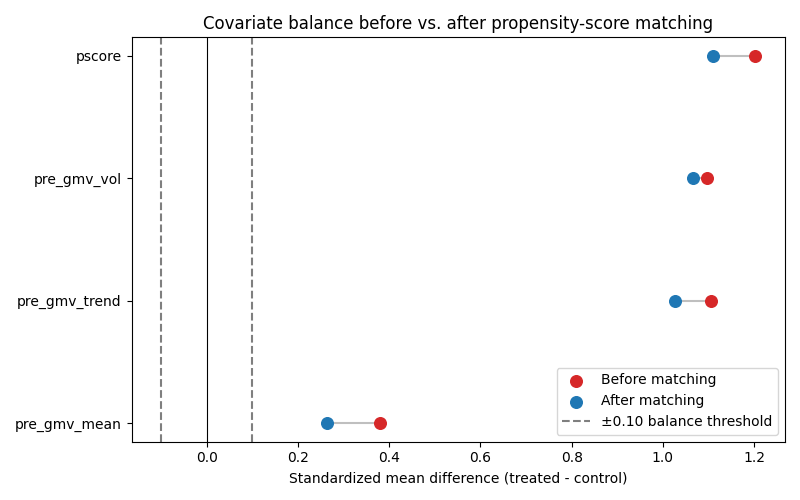 Covariate balance before vs. after propensity-score matching
pscore
pre_gmv_vol
pre_gmv_trend
pre_gmv_mean
Before matching
After matching
±0.10 balance threshold
0.0 0.2 0.4 0.6 0.8 1.0 1.2
Standardized mean difference (treated - control)